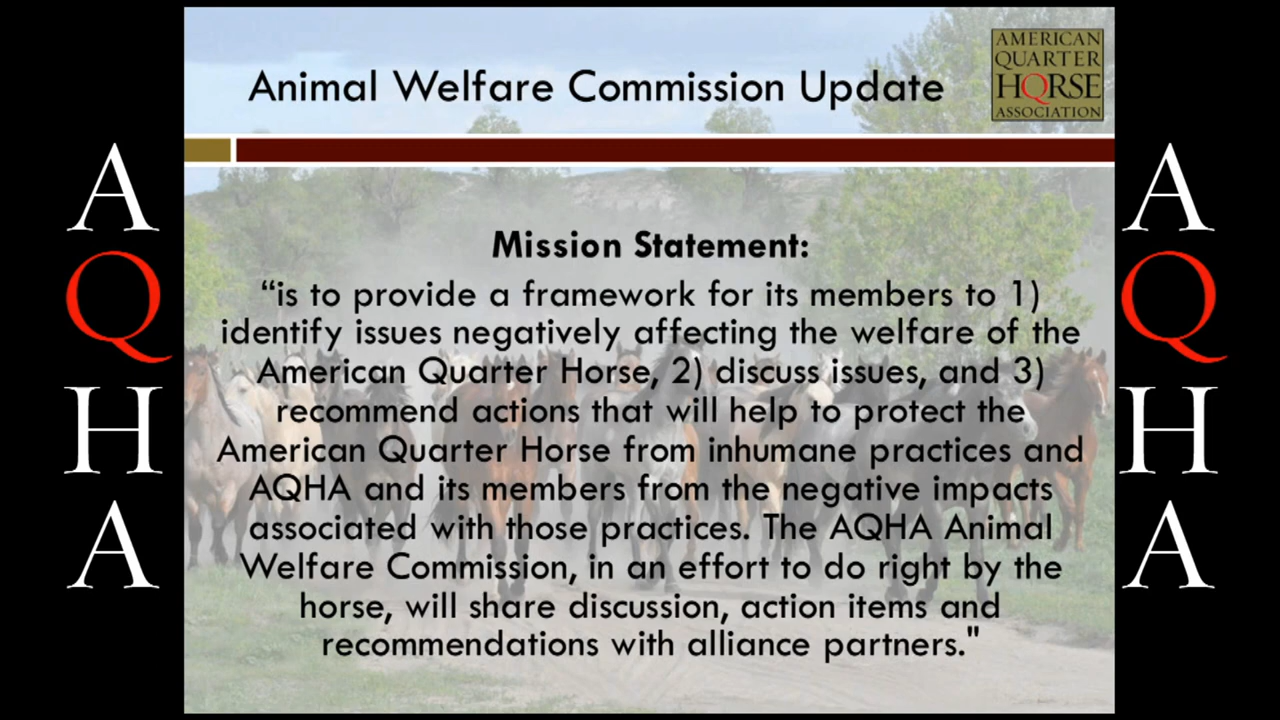 Animal Welfare Commission Update
AMERICAN
QUARTER
HORSE
ASSOCIATION
A
Q
H
A
Mission Statement:
“is to provide a framework for its members to 1)
identify issues negatively affecting the welfare of the
American Quarter Horse, 2) discuss issues, and 3)
recommend actions that will help to protect the
American Quarter Horse from inhumane practices and
AQHA and its members from the negative impacts
associated with those practices. The AQHA Animal
Welfare Commission, in an effort to do right by the
horse, will share discussion, action items and
recommendations with alliance partners."
A
Q
H
A